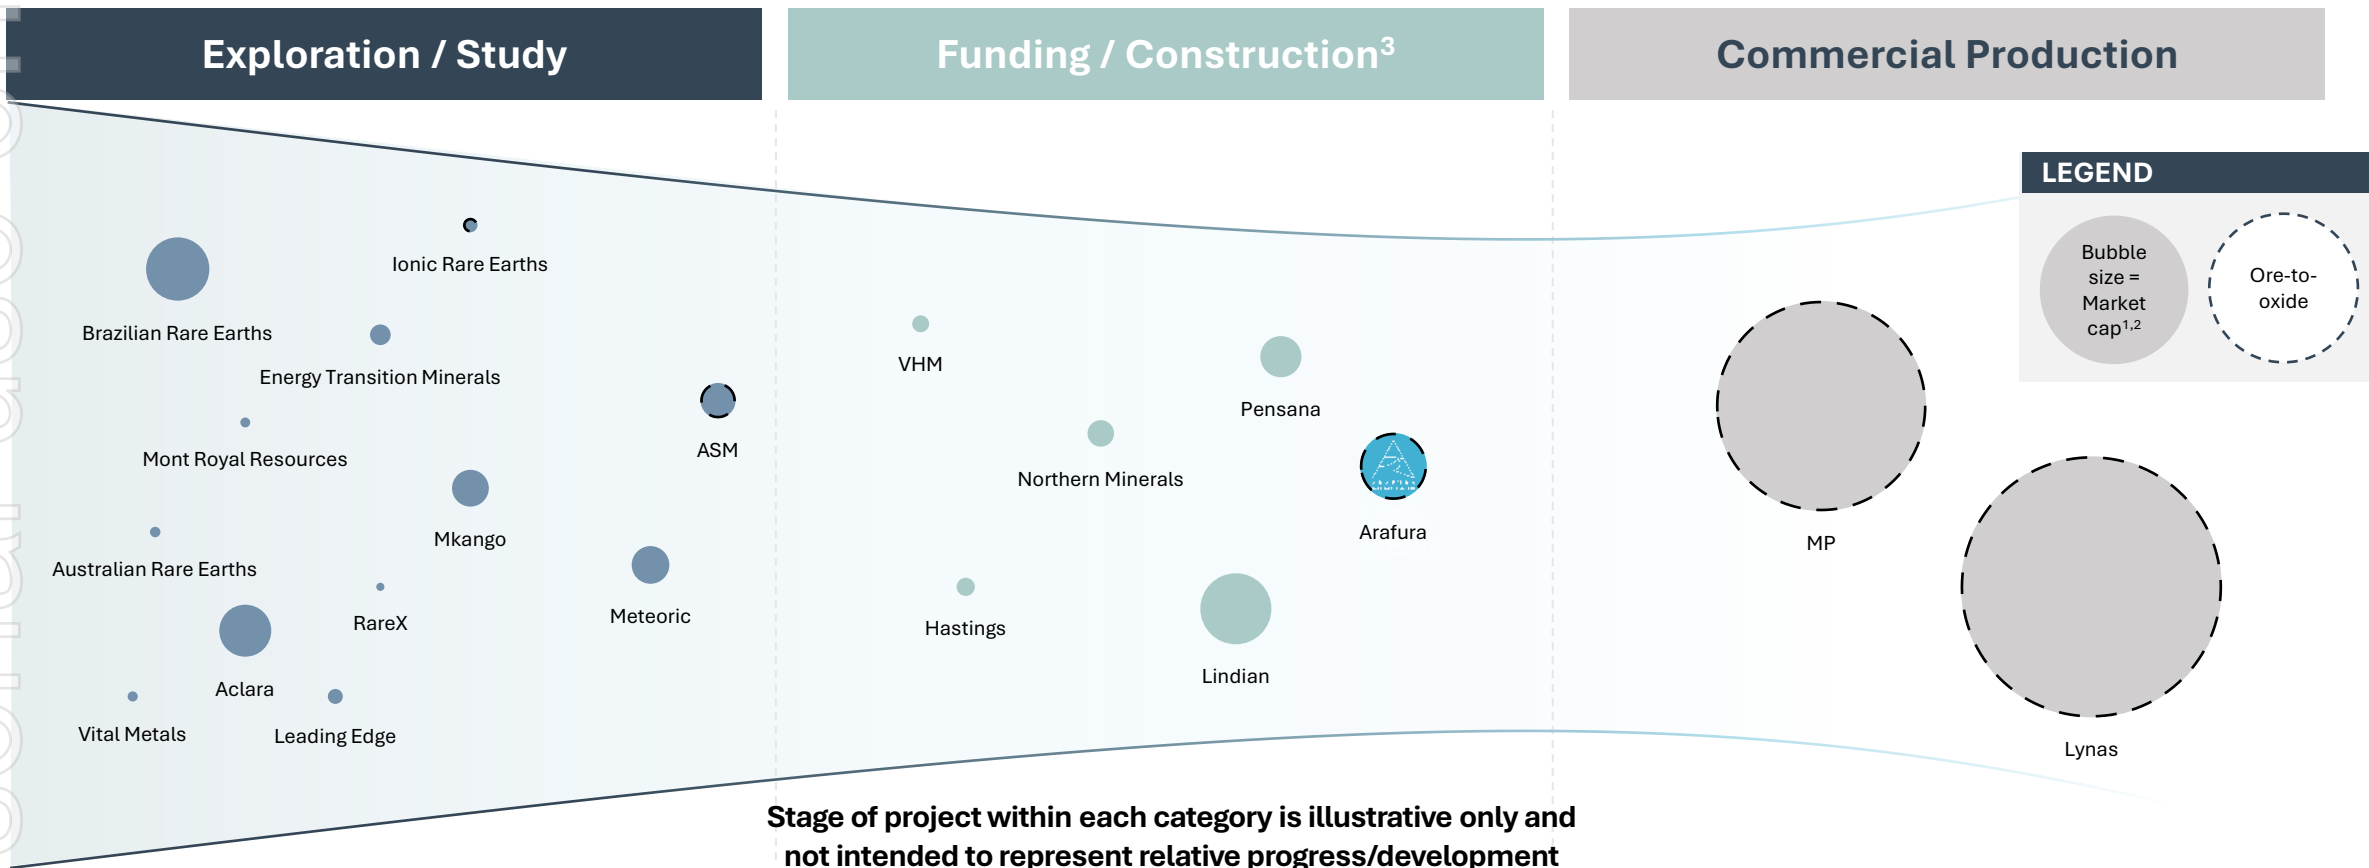 Exploration / Study
Funding / Construction³
Commercial Production
LEGEND
Bubble
size =
Market
cap¹,²
Ore-to-
oxide
Ionic Rare Earths
Brazilian Rare Earths
Energy Transition Minerals
Mont Royal Resources
ASM
Mkango
Australian Rare Earths
RareX
Meteoric
Aclara
Vital Metals
Leading Edge
VHM
Pensana
Northern Minerals
Arafura
Hastings
Lindian
MP
Lynas
Stage of project within each category is illustrative only and
not intended to represent relative progress/development